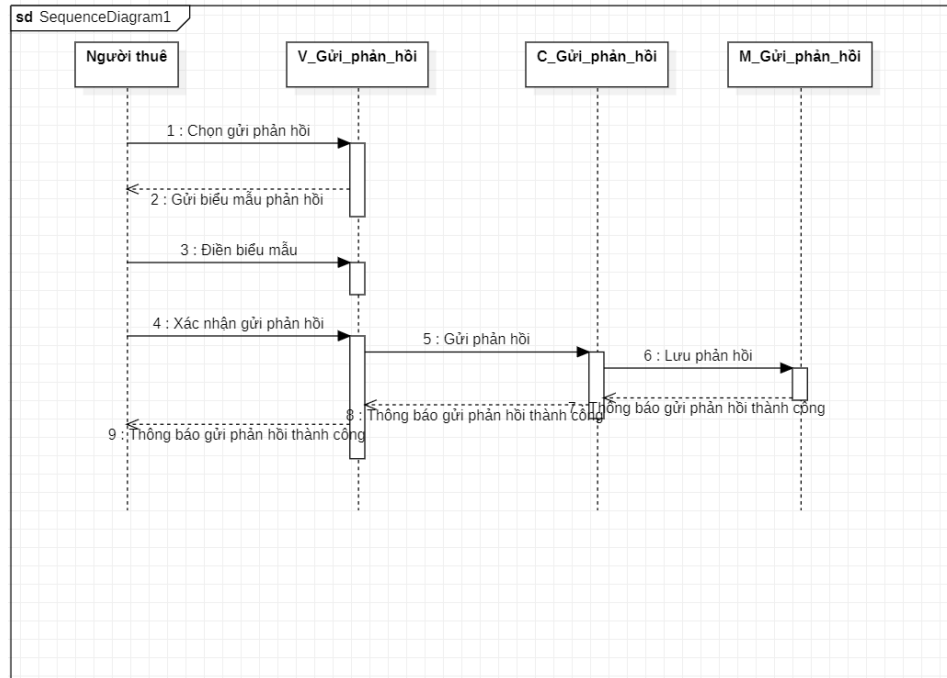 sd SequenceDiagram1
Người thuê
V_Gửi_phản_hồi
C_Gửi_phản_hồi
M_Gửi_phản_hồi
1 : Chọn gửi phản hồi
2 : Gửi biểu mẫu phản hồi
3 : Điền biểu mẫu
4 : Xác nhận gửi phản hồi
5 : Gửi phản hồi
6 : Lưu phản hồi
7 : Thông báo gửi phản hồi thành công
8 : Thông báo gửi phản hồi thành công
9 : Thông báo gửi phản hồi thành công